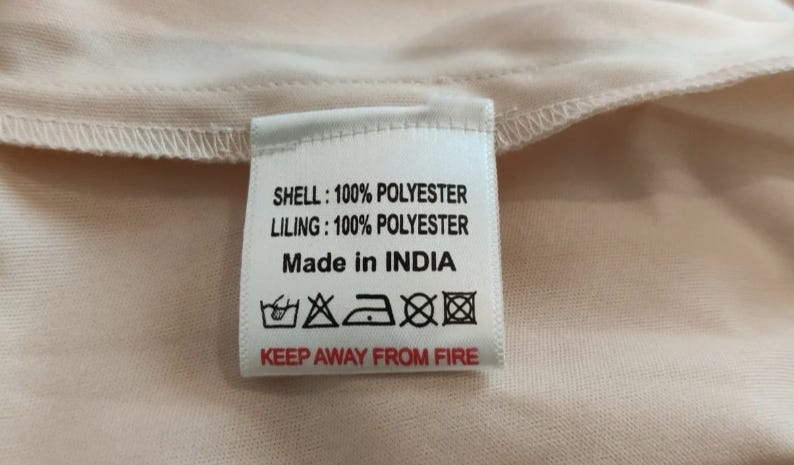 SHELL : 100% POLYESTER
LILING : 100% POLYESTER
Made in INDIA
KEEP AWAY FROM FIRE